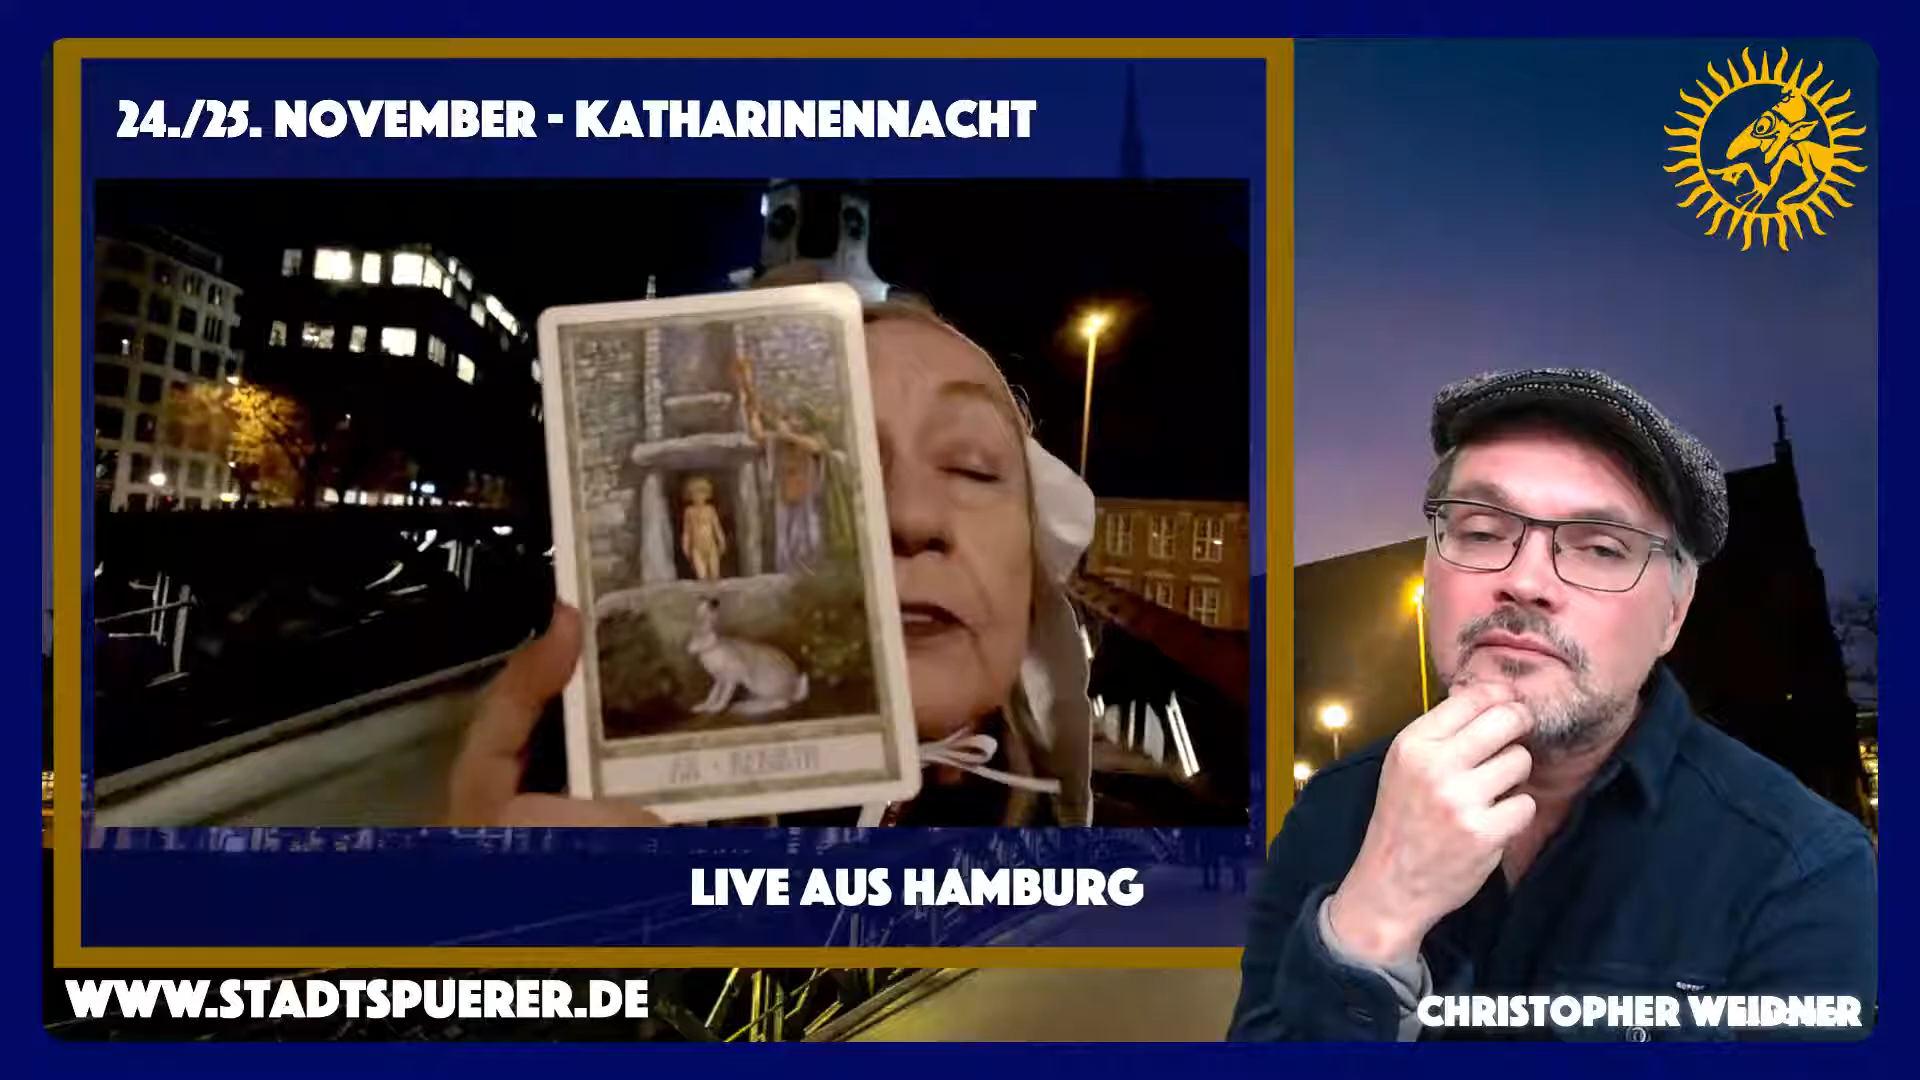 24./25. NOVEMBER - KATHARINENNACHT
LIVE AUS HAMBURG
WWW.STADTSPUERER.DE
CHRISTOPHER WEIDNER